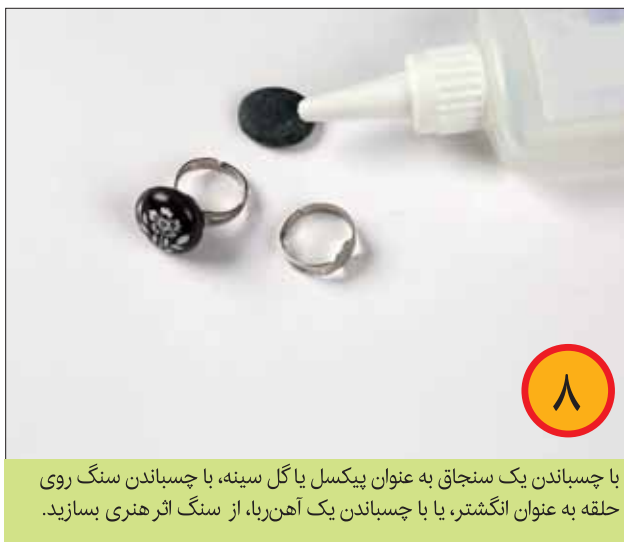 ۸
با چسباندن یک سنجاق به عنوان پیکسل یا گل سینه، با چسباندن سنگ روی
حلقه به عنوان انگشتر، یا با چسباندن یک آهن‌ربا، از سنگ اثر هنری بسازید.